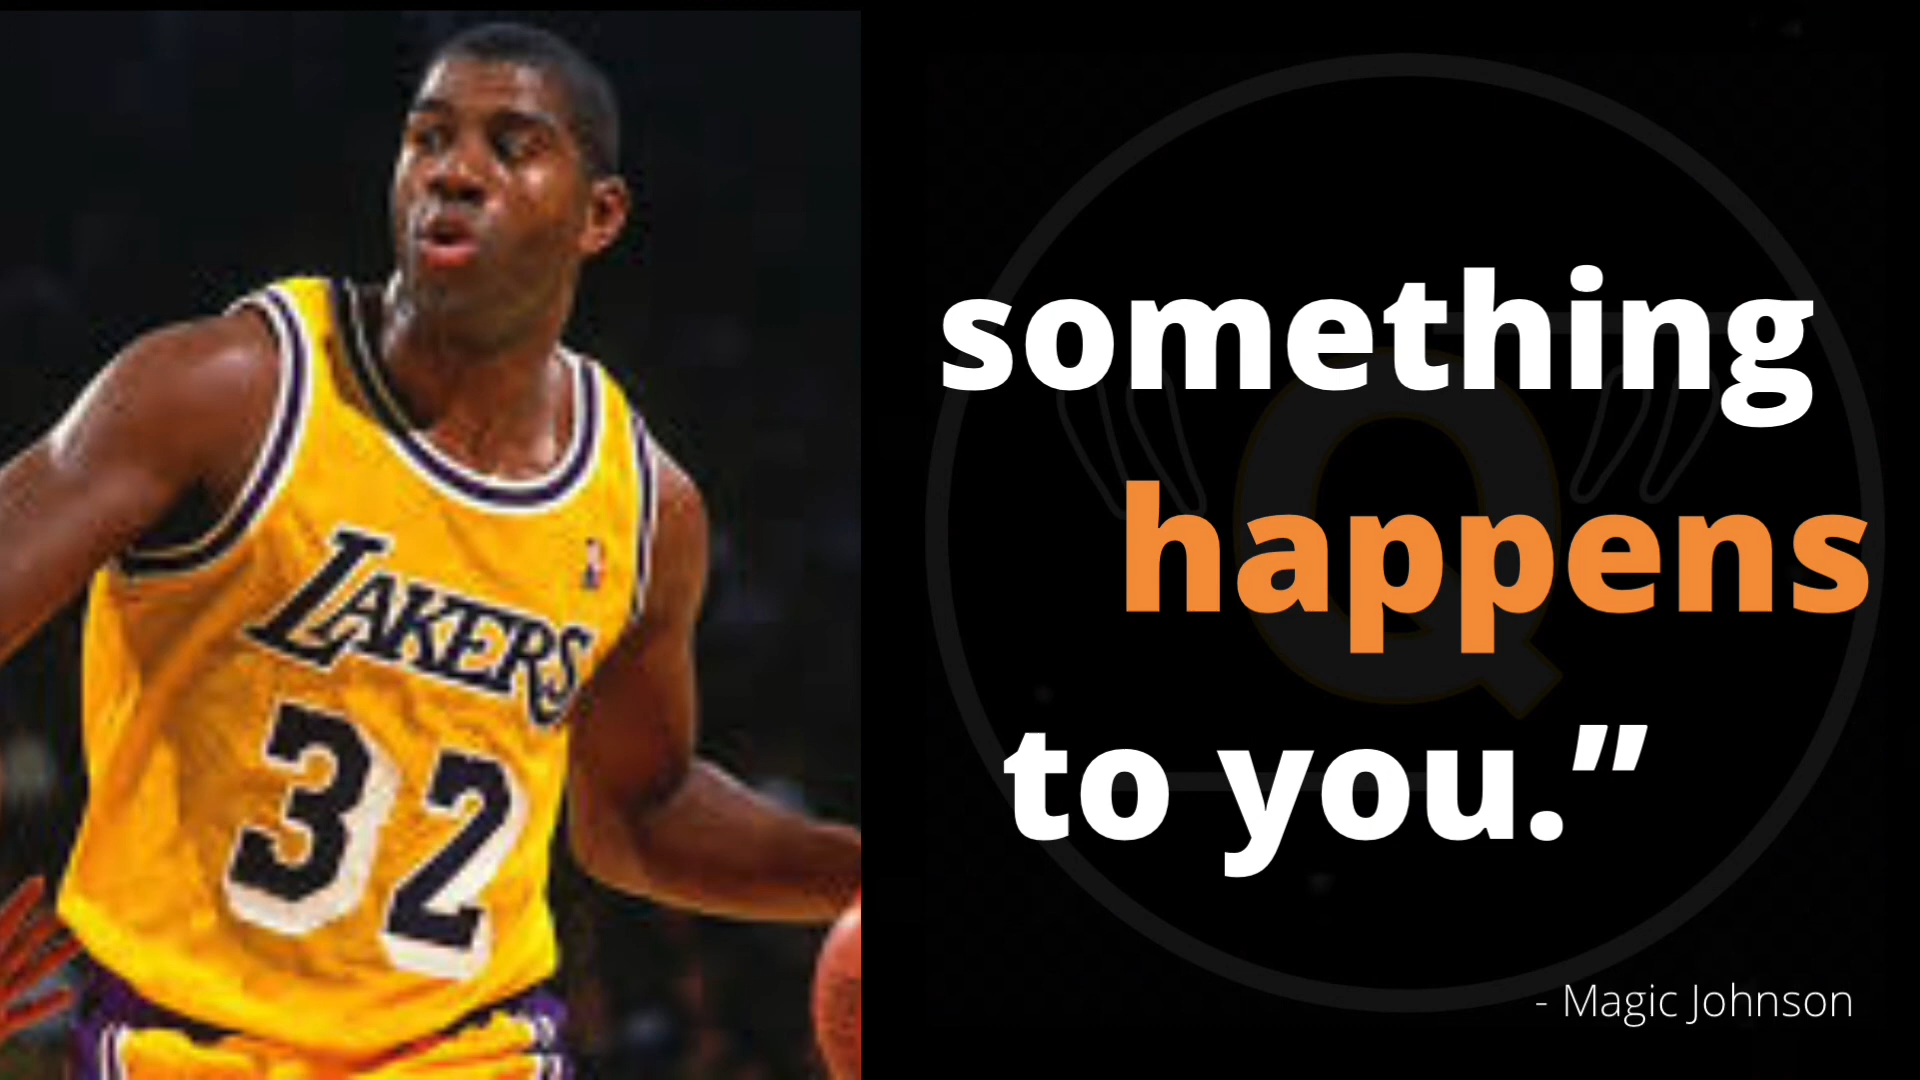 something
happens
to you.”
- Magic Johnson
LAKERS
32
Q